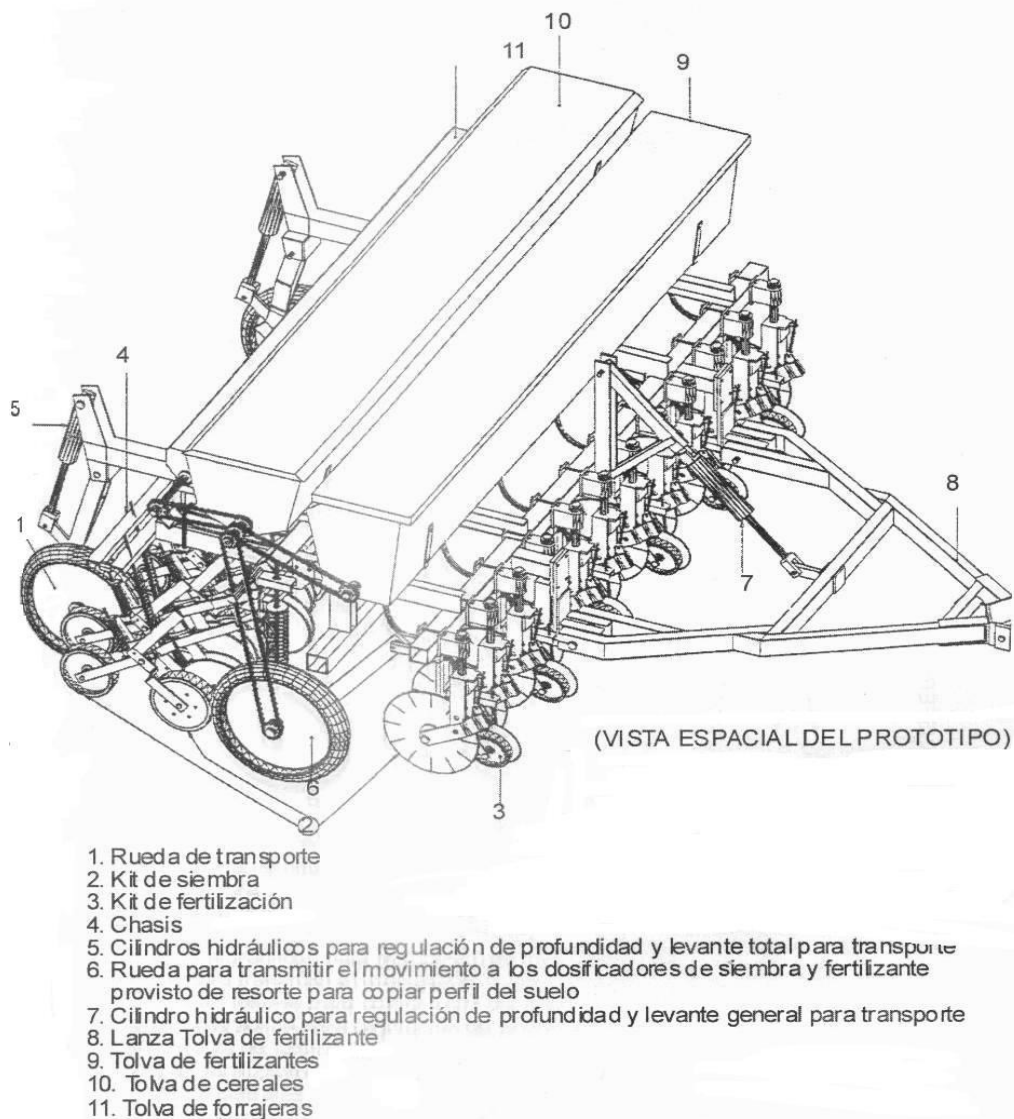 10
11
9
4
5
1
8
7
6
3
2
(VISTA ESPACIAL DEL PROTOTIPO)
1. Rueda de transporte
2. Kit de siembra
3. Kit de fertilización
4. Chasis
5. Cilindros hidráulicos para regulación de profundidad y levante total para transporte
6. Rueda para transmitir el movimiento a los dosificadores de siembra y fertilizante
provisto de resorte para copiar perfil del suelo
7. Cilindro hidráulico para regulación de profundidad y levante general para transporte
8. Lanza Tolva de fertilizante
9. Tolva de fertilizantes
10. Tolva de cereales
11. Tolva de forrajeras